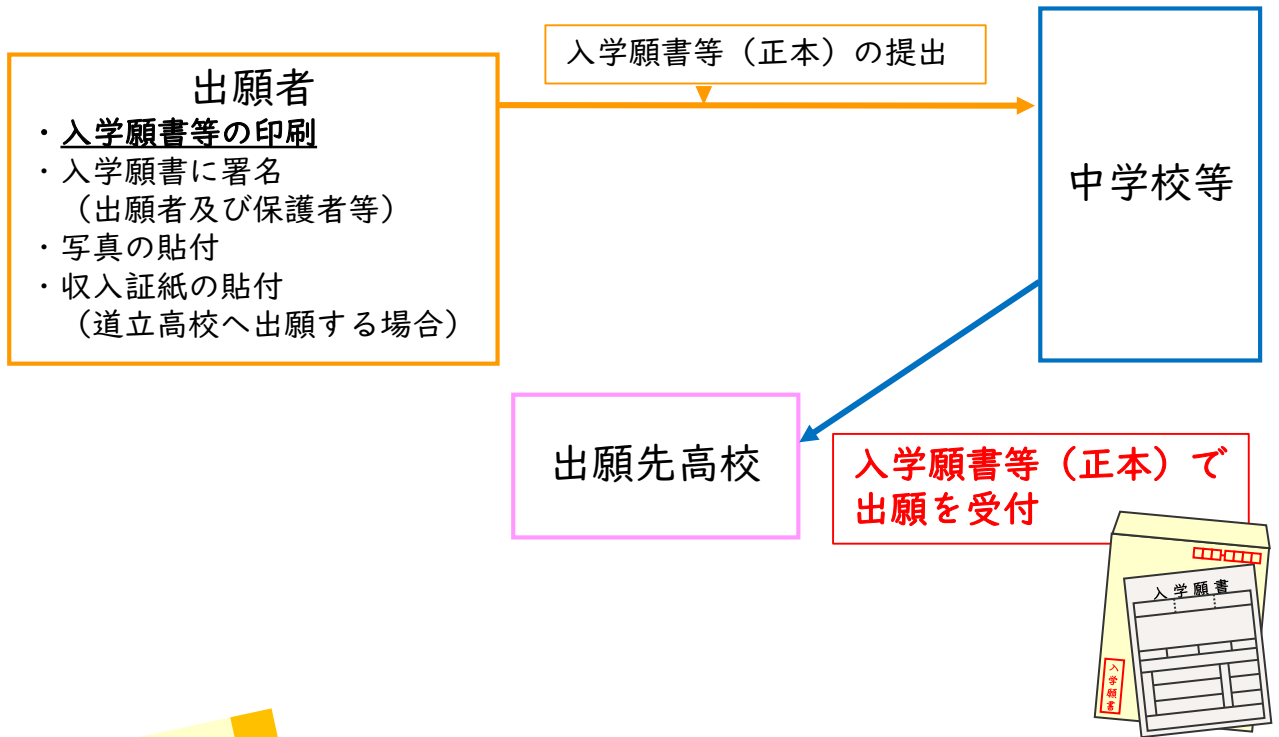 入学願書等（正本）の提出
出願者
・入学願書等の印刷
・入学願書に署名
（出願者及び保護者等）
・写真の貼付
・収入証紙の貼付
（道立高校へ出願する場合）
中学校等
出願先高校
入学願書等（正本）で
出願を受付
入学願書
入学願書